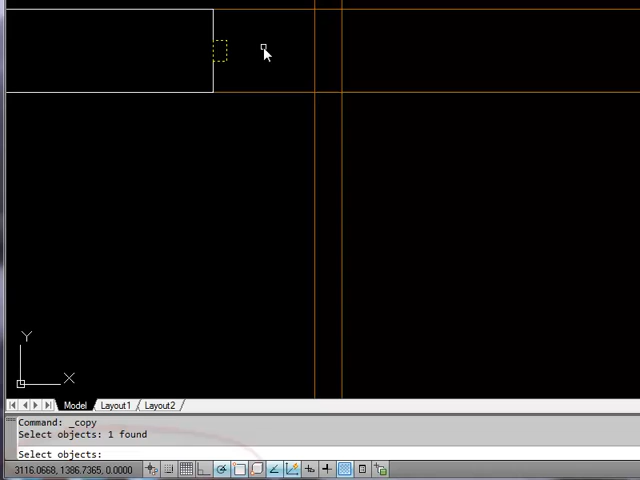 Y
X
Model Layout1 Layout2
Command: _copy
Select objects: 1 found
Select objects:
3116.0668, 1386.7365, 0.0000